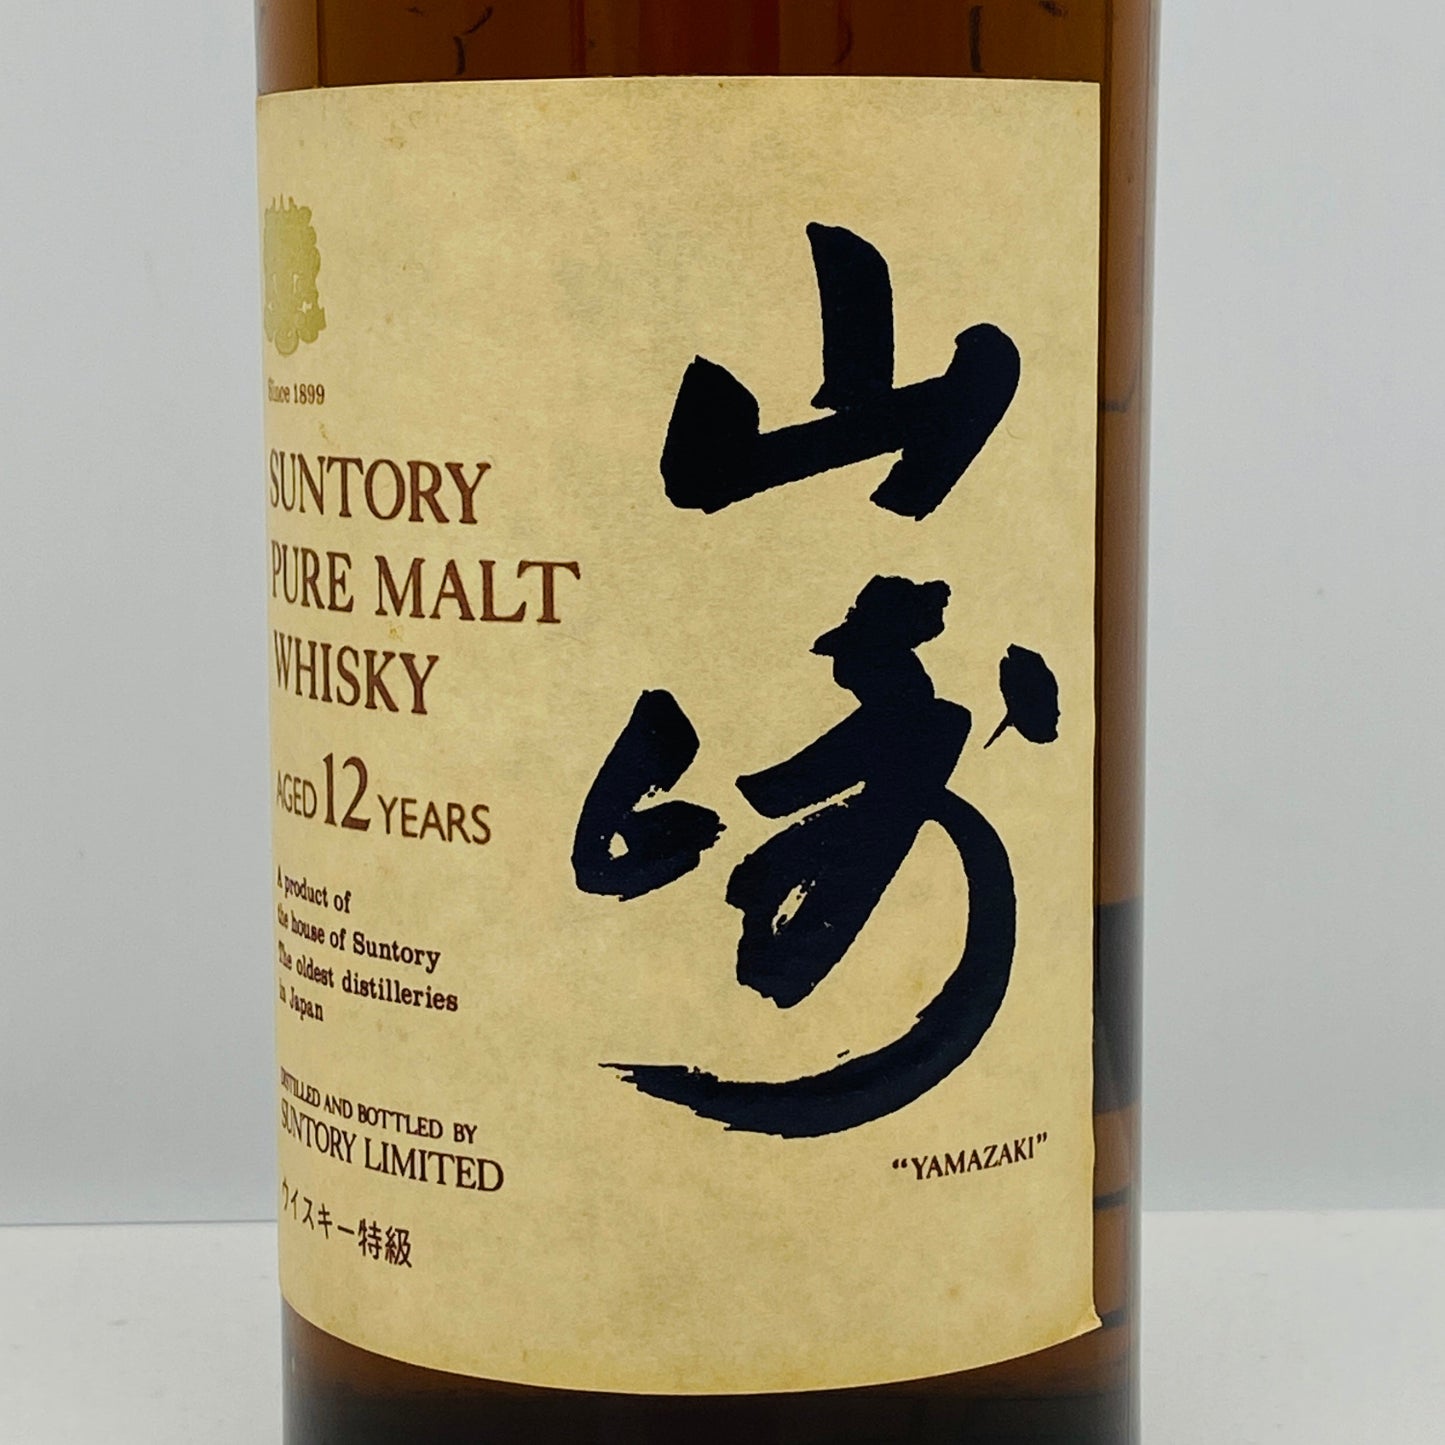 Since 1899
SUNTORY
PURE MALT
WHISKY
AGED 12 YEARS
A product of
the house of Suntory
The oldest distilleries
in Japan
DISTILLED AND BOTTLED BY
SUNTORY LIMITED
ウイスキー特級
山崎
“YAMAZAKI”